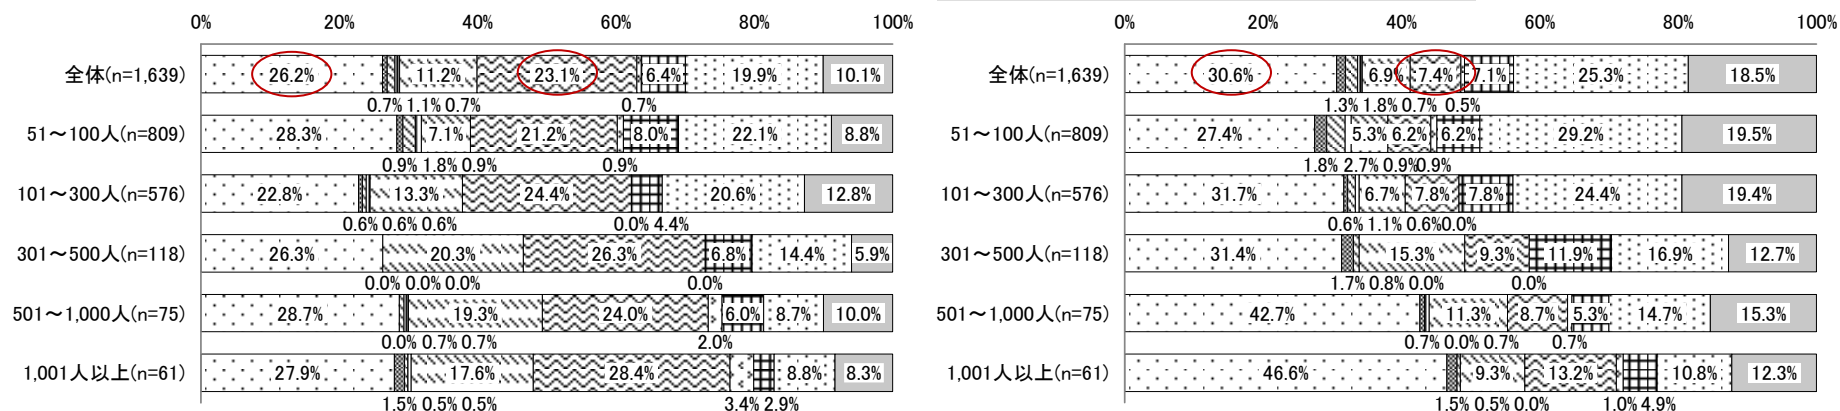 0% 20% 40% 60% 80% 100%
全体(n=1,639) 26.2% 11.2% 23.1% 6.4% 19.9% 10.1%
0.7% 1.1% 0.7% 0.7%
51～100人(n=809) 28.3% 7.1% 21.2% 8.0% 22.1% 8.8%
0.9% 1.8% 0.9% 0.9%
101～300人(n=576) 22.8% 13.3% 24.4% 20.6% 12.8%
0.6% 0.6% 0.6% 0.0% 4.4%
301～500人(n=118) 26.3% 20.3% 26.3% 6.8% 14.4% 5.9%
0.0% 0.0% 0.0% 0.0%
501～1,000人(n=75) 28.7% 19.3% 24.0% 6.0% 8.7% 10.0%
0.0% 0.7% 0.7% 2.0%
1,001人以上(n=61) 27.9% 17.6% 28.4% 8.8% 8.3%
1.5% 0.5% 0.5% 3.4% 2.9%
0% 20% 40% 60% 80% 100%
全体(n=1,639) 30.6% 6.9% 7.4% 7.1% 25.3% 18.5%
1.3% 1.8% 0.7% 0.5%
51～100人(n=809) 27.4% 5.3% 6.2% 6.2% 29.2% 19.5%
1.8% 2.7% 0.9% 0.9%
101～300人(n=576) 31.7% 6.7% 7.8% 7.8% 24.4% 19.4%
0.6% 1.1% 0.6% 0.0%
301～500人(n=118) 31.4% 15.3% 9.3% 11.9% 16.9% 12.7%
1.7% 0.8% 0.0% 0.0%
501～1,000人(n=75) 42.7% 11.3% 8.7% 5.3% 14.7% 15.3%
0.7% 0.0% 0.7% 0.7%
1,001人以上(n=61) 46.6% 9.3% 13.2% 10.8% 12.3%
1.5% 0.5% 0.0% 1.0% 4.9%